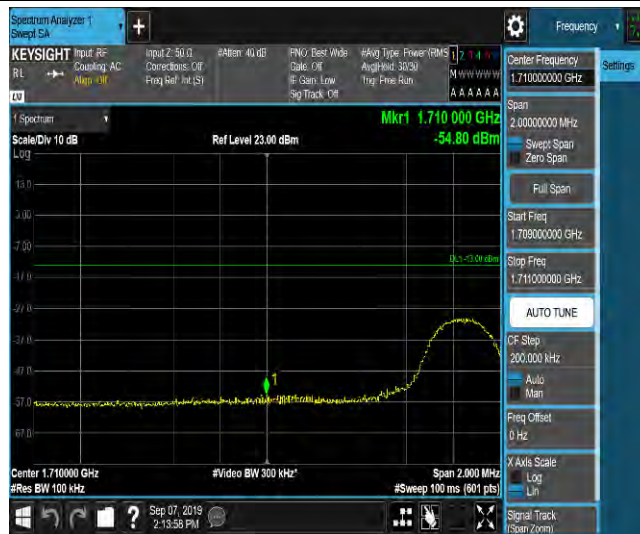 Spectrum Analyzer 1
Swept SA
Frequency
KEYSIGHT
Input: RF
Coupling: AC
Align: Off
Input Z: 50 Ω
Corrections: Off
Freq Ref: Int (S)
#Atten: 40 dB
PNO: Best Wide
Gate: Off
IF Gain: Low
Sig Track: Off
#Avg Type: Power (RMS
Avg|Hold: 30/30
Trig: Free Run
1 2
M W W W W W
A A A A A A
RL
LXI
1 Spectrum
Scale/Div 10 dB
Log
Ref Level 23.00 dBm
Mkr1 1.710 000 GHz
-54.80 dBm
13.0
3.00
-7.00
DL1 -13.00 dBm
-17.0
-27.0
-37.0
-47.0
-57.0
-67.0
1
Center 1.710000 GHz
#Res BW 100 kHz
#Video BW 300 kHz*
Span 2.000 MHz
#Sweep 100 ms (601 pts)
Sep 07, 2019
2:13:58 PM
Settings
Center Frequency
1.710000000 GHz
Span
2.00000000 MHz
Swept Span
Zero Span
Full Span
Start Freq
1.709000000 GHz
Stop Freq
1.711000000 GHz
AUTO TUNE
CF Step
200.000 kHz
Auto
Man
Freq Offset
0 Hz
X Axis Scale
Log
Lin
Signal Track
(Span Zoom)